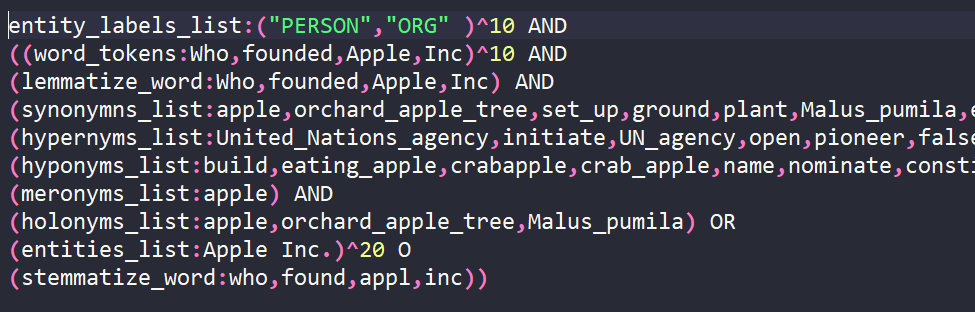 entity_labels_list:("PERSON","ORG" )^10 AND
((word_tokens:Who,founded,Apple,Inc)^10 AND
(lemmatize_word:Who,founded,Apple,Inc) AND
(synonymns_list:apple,orchard_apple_tree,set_up,ground,plant,Malus_pumila,
(hypernyms_list:United_Nations_agency,initiate,UN_agency,open,pioneer,false
(hyponyms_list:build,eating_apple,crabapple,crab_apple,name,nominate,consti
(meronyms_list:apple) AND
(holonyms_list:apple,orchard_apple_tree,Malus_pumila) OR
(entities_list:Apple Inc.)^20 O
(stemmatize_word:who,found,appl,inc))